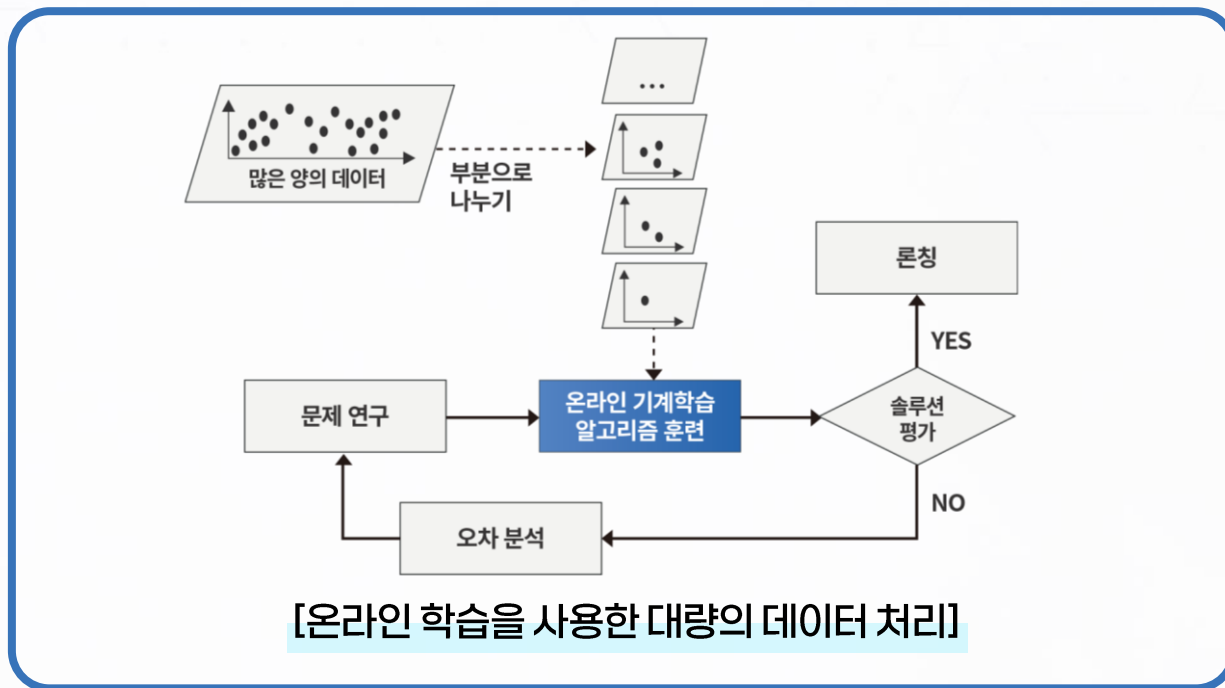 ...
많은 양의 데이터
부분으로
나누기
론칭
YES
문제 연구
온라인 기계학습
알고리즘 훈련
솔루션
평가
NO
오차 분석
[온라인 학습을 사용한 대량의 데이터 처리]